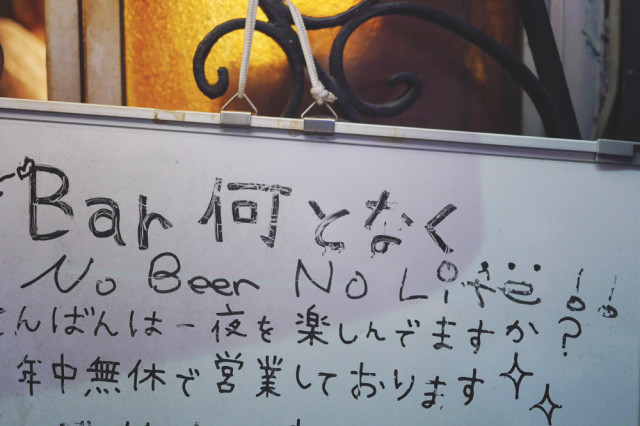 Bar 何となく
No Beer No Life!!
こんばんは一夜を楽しんでますか?
年中無休で営業しております